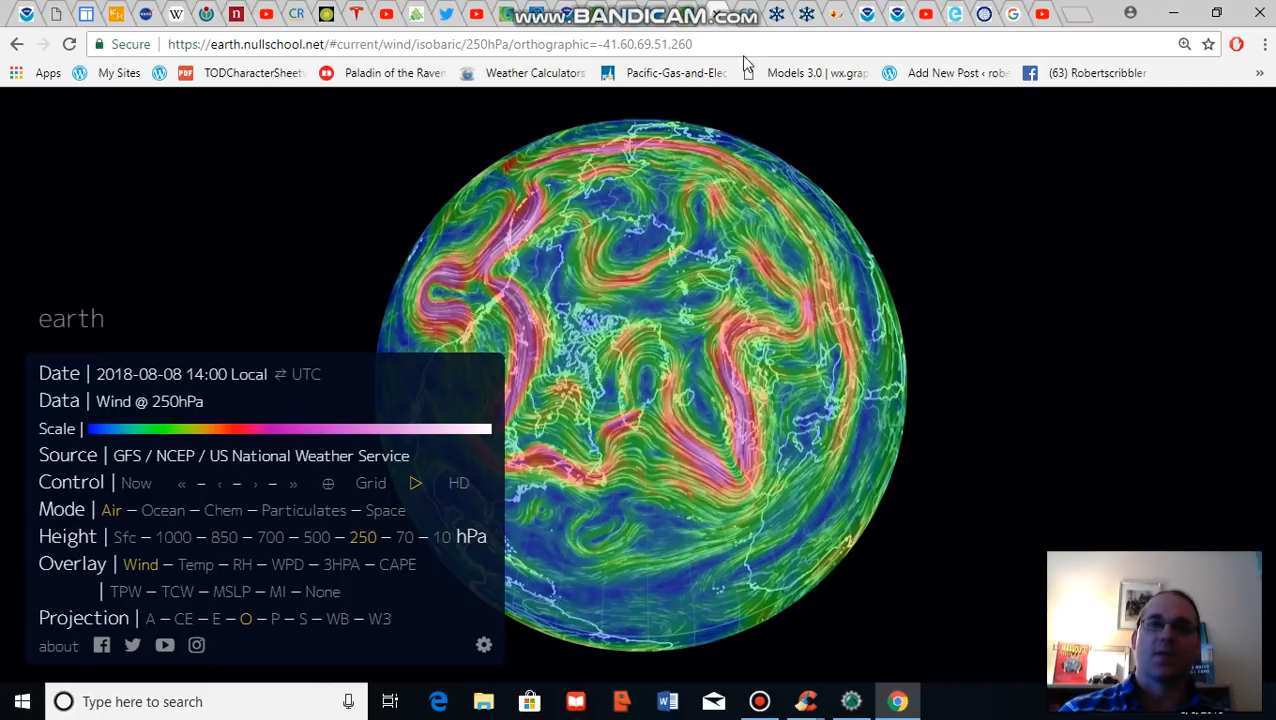 www.BANDICAM.com
Secure | https://earth.nullschool.net/#current/wind/isobaric/250hPa/orthographic=-41.60,69.51,260
Apps My Sites TODCharacterSheet Paladin of the Raven Weather Calculators Pacific-Gas-and-Elec Models 3.0 | wx.grap Add New Post ‹ robe (63) Robertscribbler »
earth
Date | 2018-08-08 14:00 Local ⇄ UTC
Data | Wind @ 250hPa
Scale |
Source | GFS / NCEP / US National Weather Service
Control | Now « – ‹ – › – » ⊕ Grid ▷ HD
Mode | Air – Ocean – Chem – Particulates – Space
Height | Sfc – 1000 – 850 – 700 – 500 – 250 – 70 – 10 hPa
Overlay | Wind – Temp – RH – WPD – 3HPA – CAPE
| TPW – TCW – MSLP – MI – None
Projection | A – CE – E – O – P – S – WB – W3
about
Type here to search